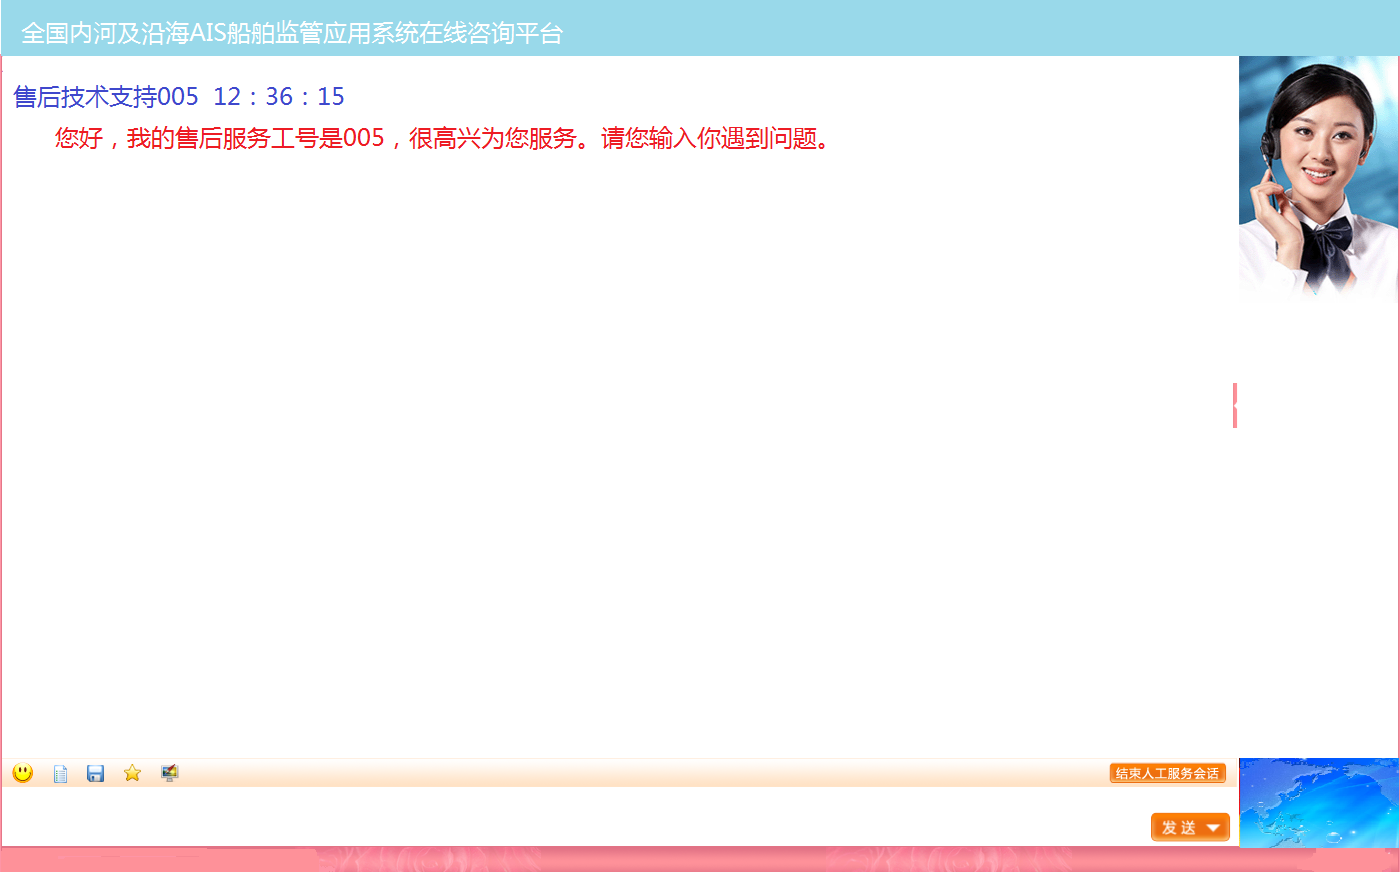 全国内河及沿海AIS船舶监管应用系统在线咨询平台
售后技术支持005 12：36：15
您好，我的售后服务工号是005，很高兴为您服务。请您输入你遇到问题。
结束人工服务会话
发送